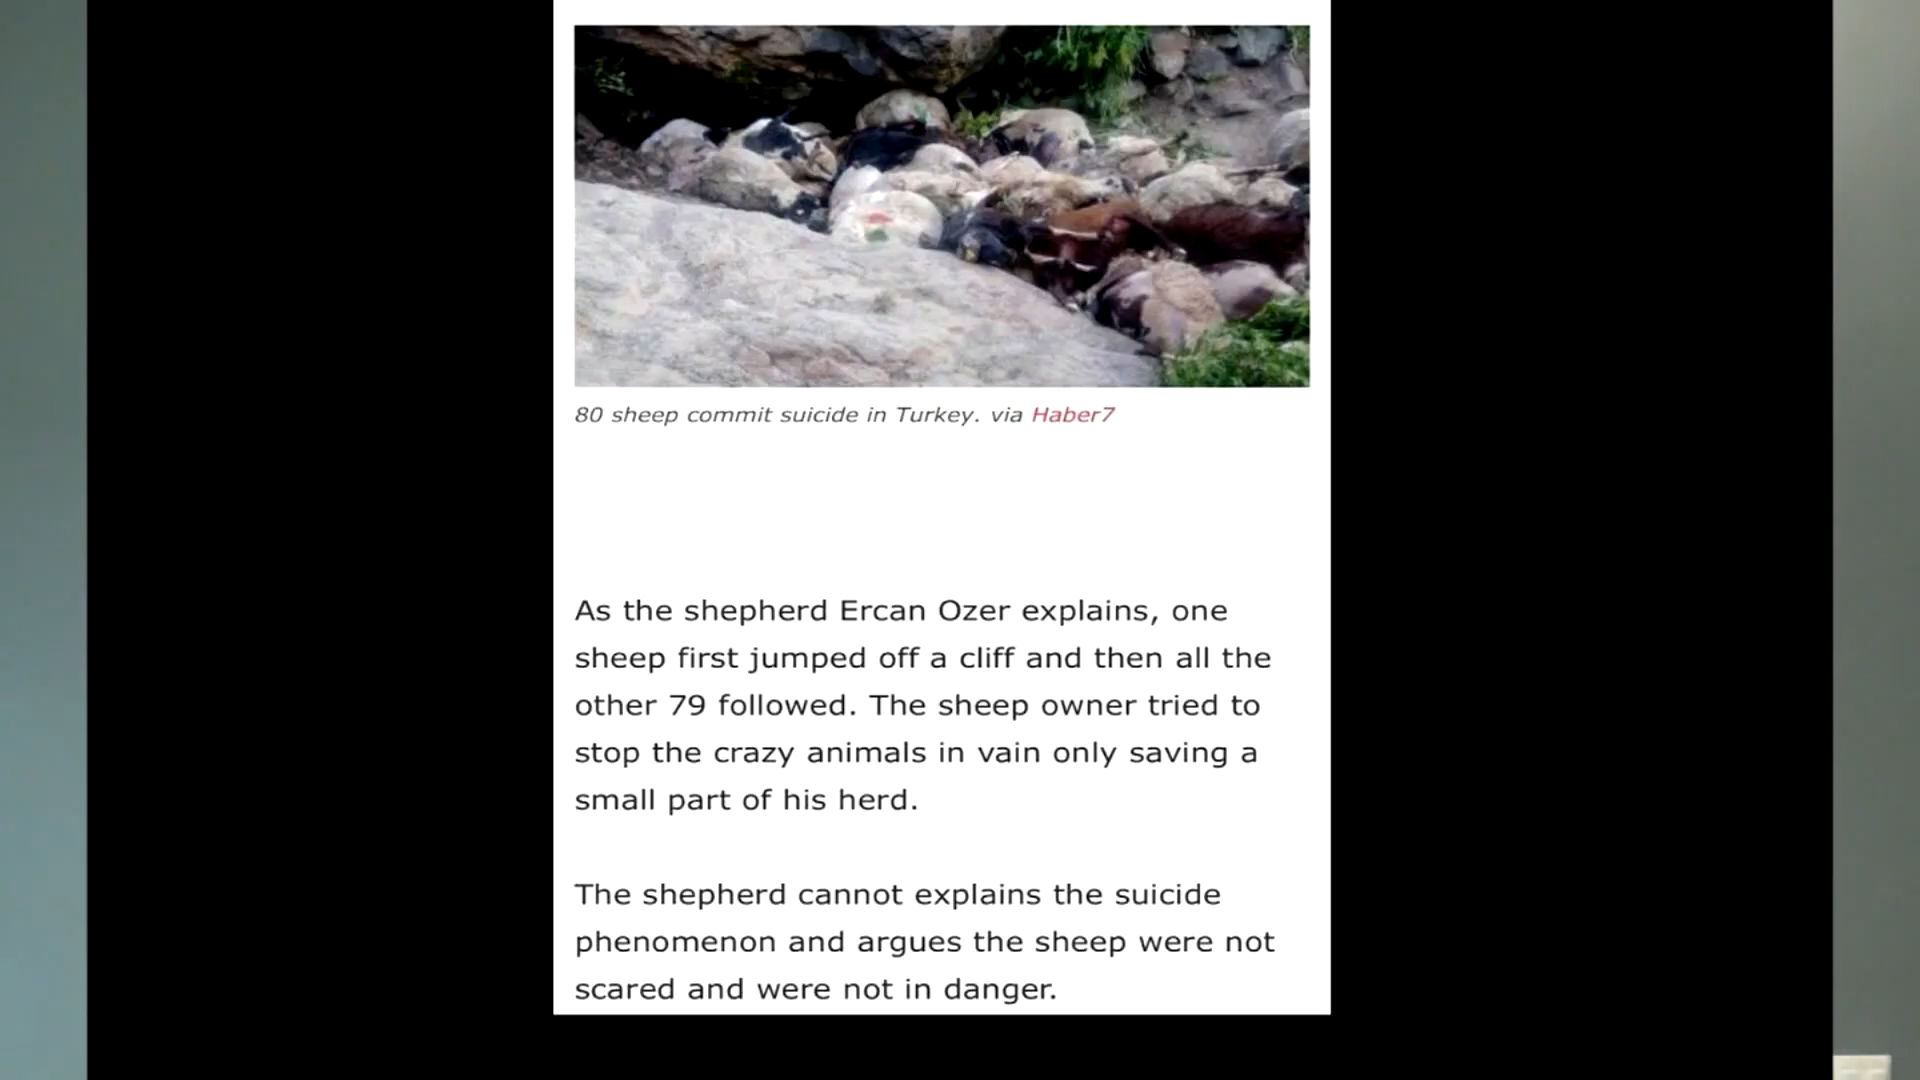 80 sheep commit suicide in Turkey. via Haber7
As the shepherd Ercan Ozer explains, one
sheep first jumped off a cliff and then all the
other 79 followed. The sheep owner tried to
stop the crazy animals in vain only saving a
small part of his herd.
The shepherd cannot explains the suicide
phenomenon and argues the sheep were not
scared and were not in danger.